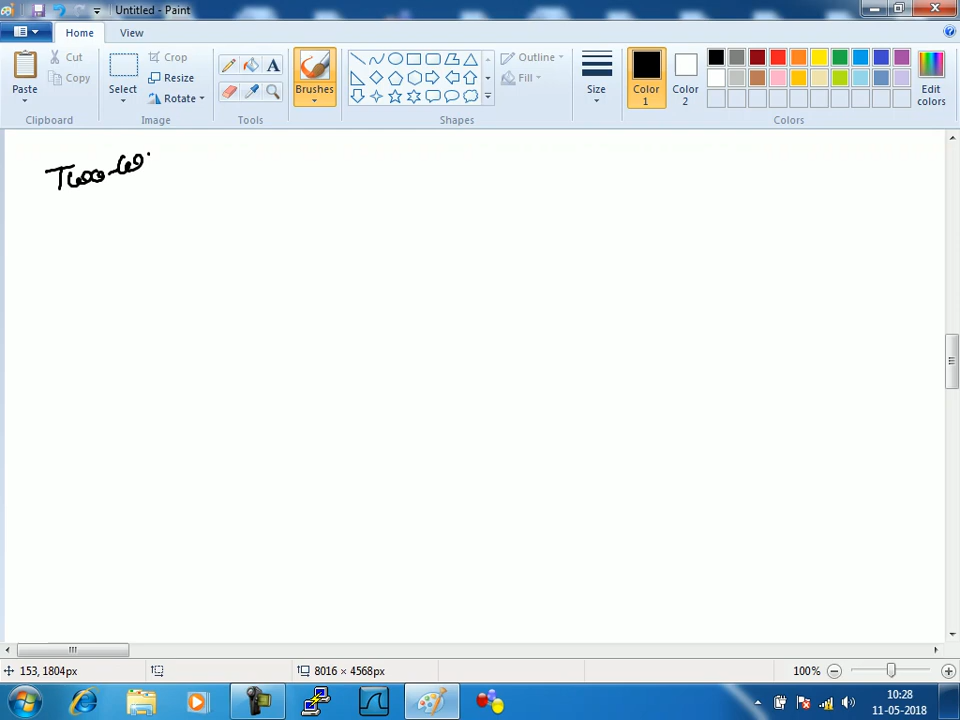 Untitled - Paint
Home View
Cut
Copy
Paste
Crop
Resize
Rotate
Select
Brushes
Outline
Fill
Size
Color 1
Color 2
Edit colors
Clipboard Image Tools Shapes Colors
Two-w
153, 1804px 8016 × 4568px 100%
10:28
11-05-2018